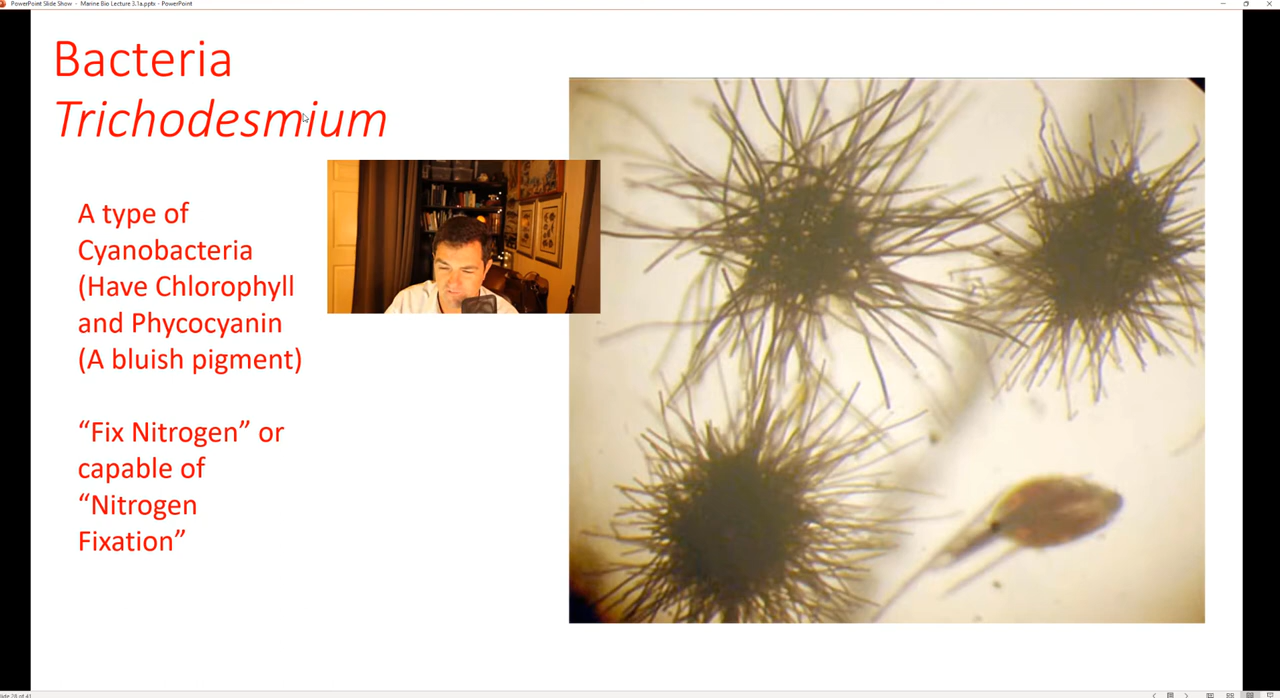 PowerPoint Slide Show - Marine Bio Lecture 3.1a.pptx - PowerPoint
Bacteria
Trichodesmium
A type of
Cyanobacteria
(Have Chlorophyll
and Phycocyanin
(A bluish pigment)
“Fix Nitrogen” or
capable of
“Nitrogen
Fixation”